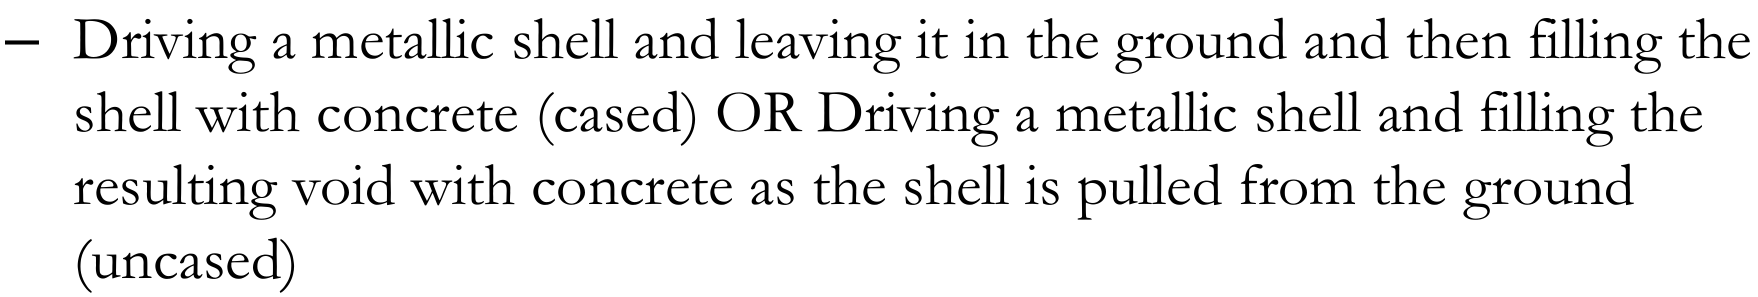 – Driving a metallic shell and leaving it in the ground and then filling the
shell with concrete (cased) OR Driving a metallic shell and filling the
resulting void with concrete as the shell is pulled from the ground
(uncased)